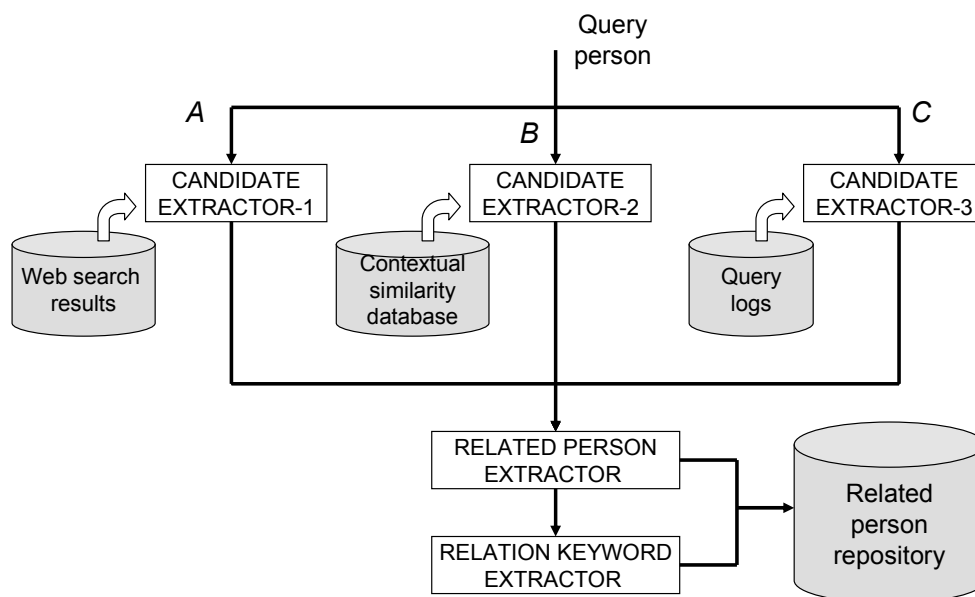 Query
person
A
B
C
CANDIDATE
EXTRACTOR-1
CANDIDATE
EXTRACTOR-2
CANDIDATE
EXTRACTOR-3
Web search
results
Contextual
similarity
database
Query
logs
RELATED PERSON
EXTRACTOR
RELATION KEYWORD
EXTRACTOR
Related
person
repository